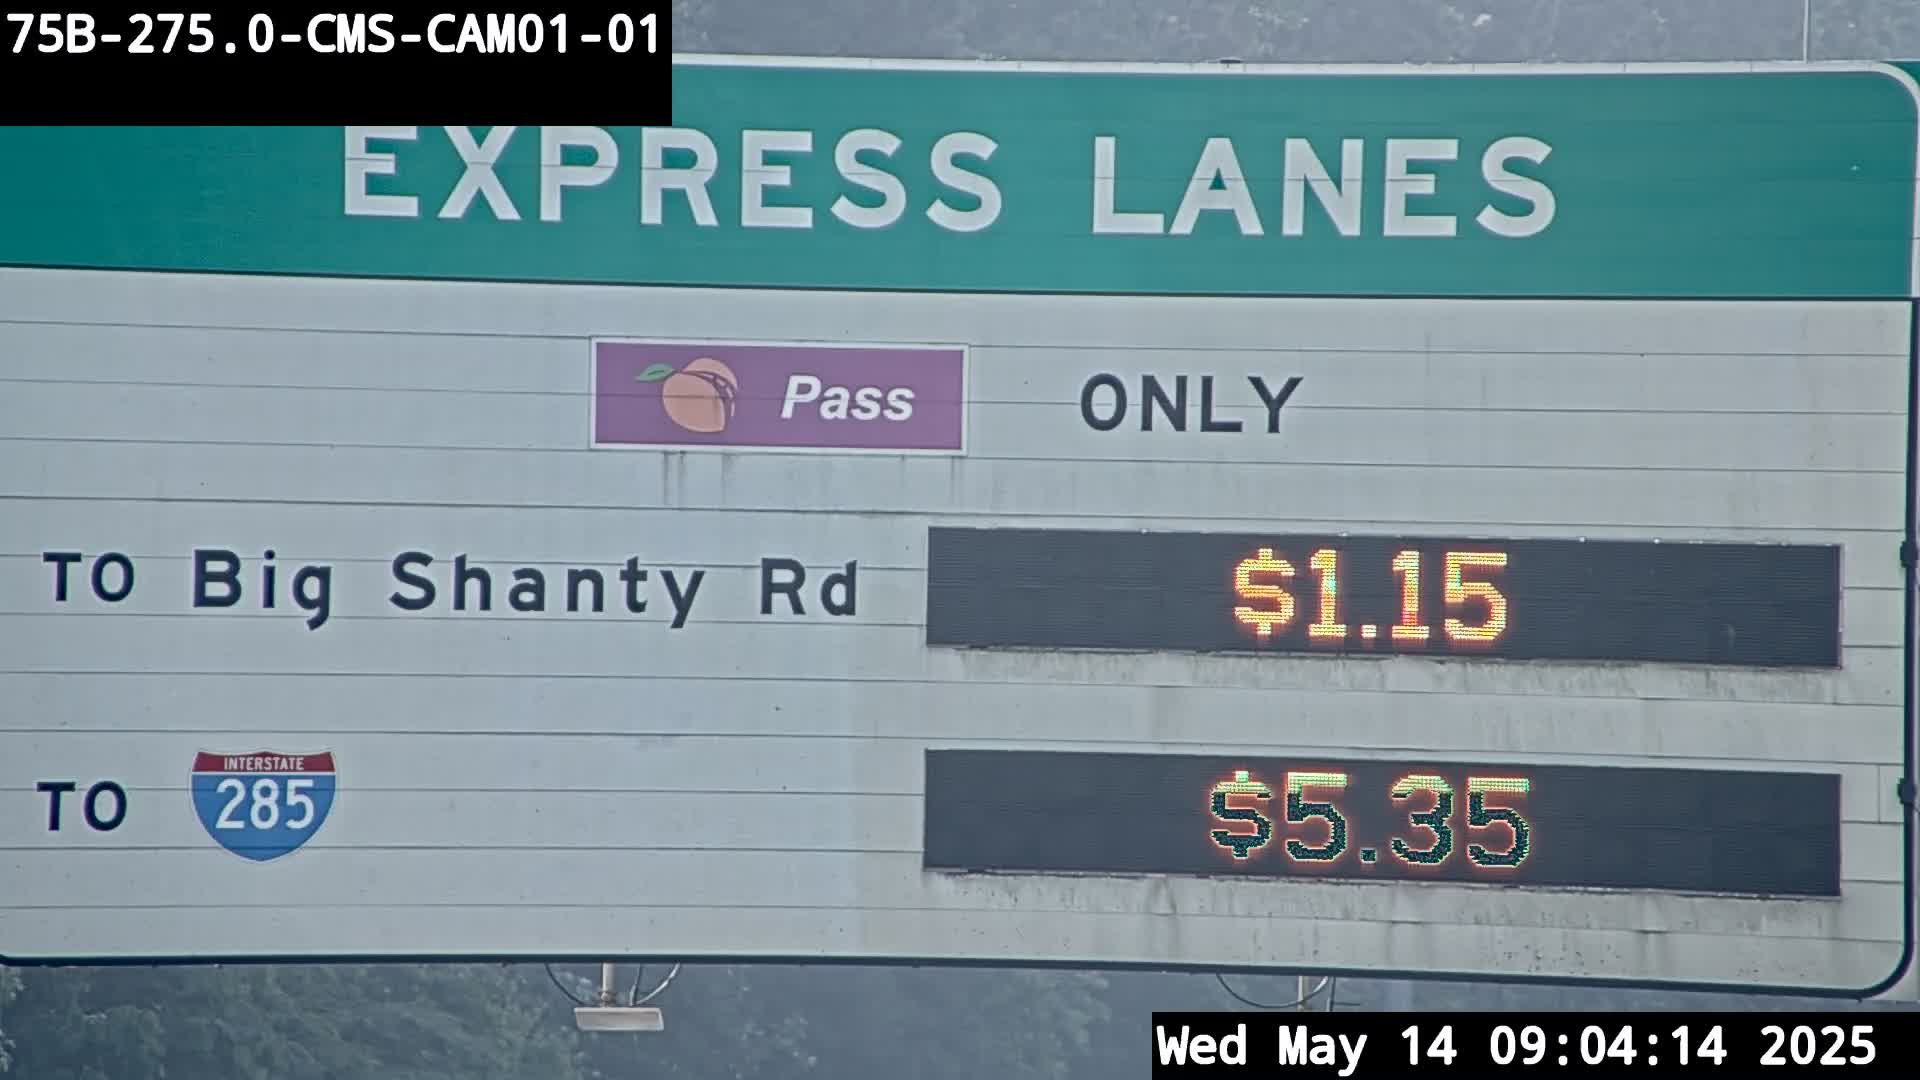 75B-275.0-CMS-CAM01-01
EXPRESS LANES
Pass ONLY
TO Big Shanty Rd $1.15
INTERSTATE
TO 285 $5.35
Wed May 14 09:04:14 2025